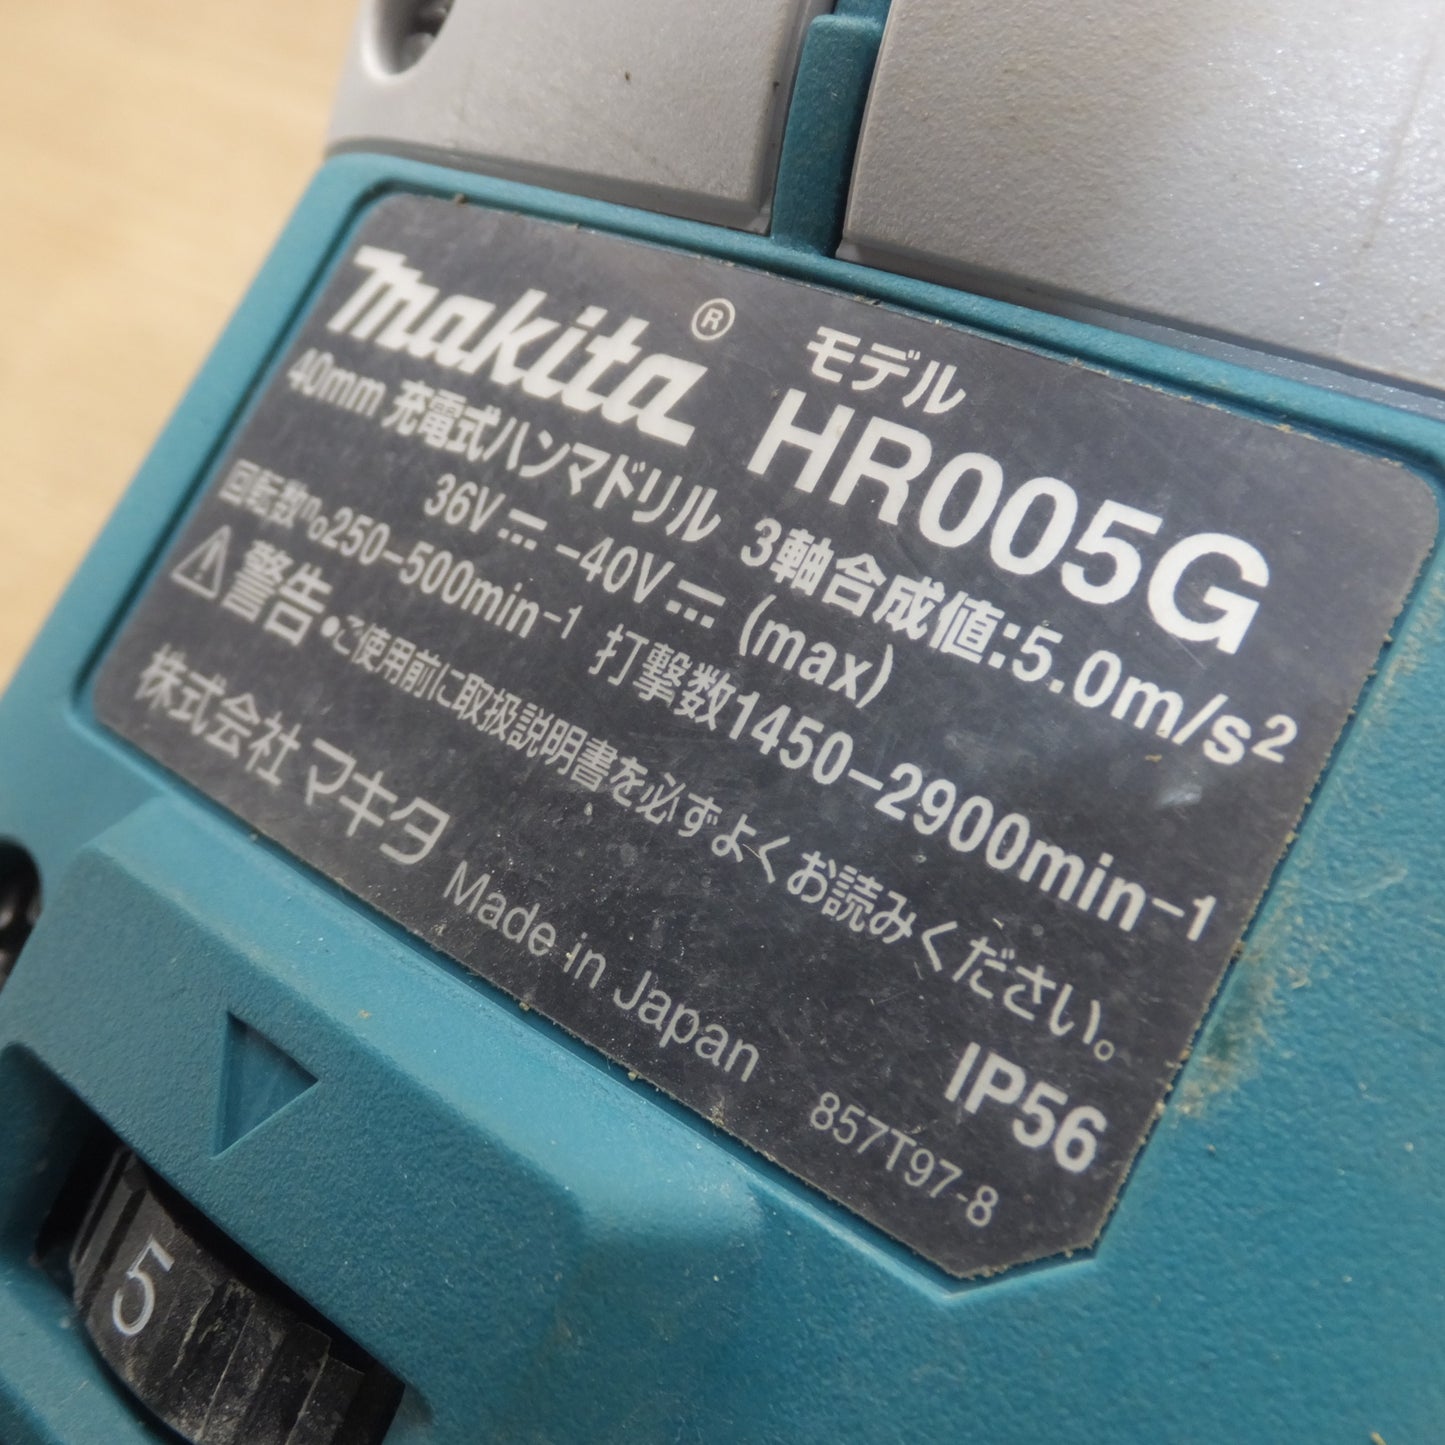 makita® モデル
HR005G
40mm 充電式ハンマドリル 3軸合成値:5.0m/s²
36V⎓ -40V⎓ (max)
回転数n₀250-500min⁻¹ 打撃数1450-2900min⁻¹
⚠警告 •ご使用前に取扱説明書を必ずよくお読みください。
株式会社マキタ Made in Japan IP56
857T97-8
5